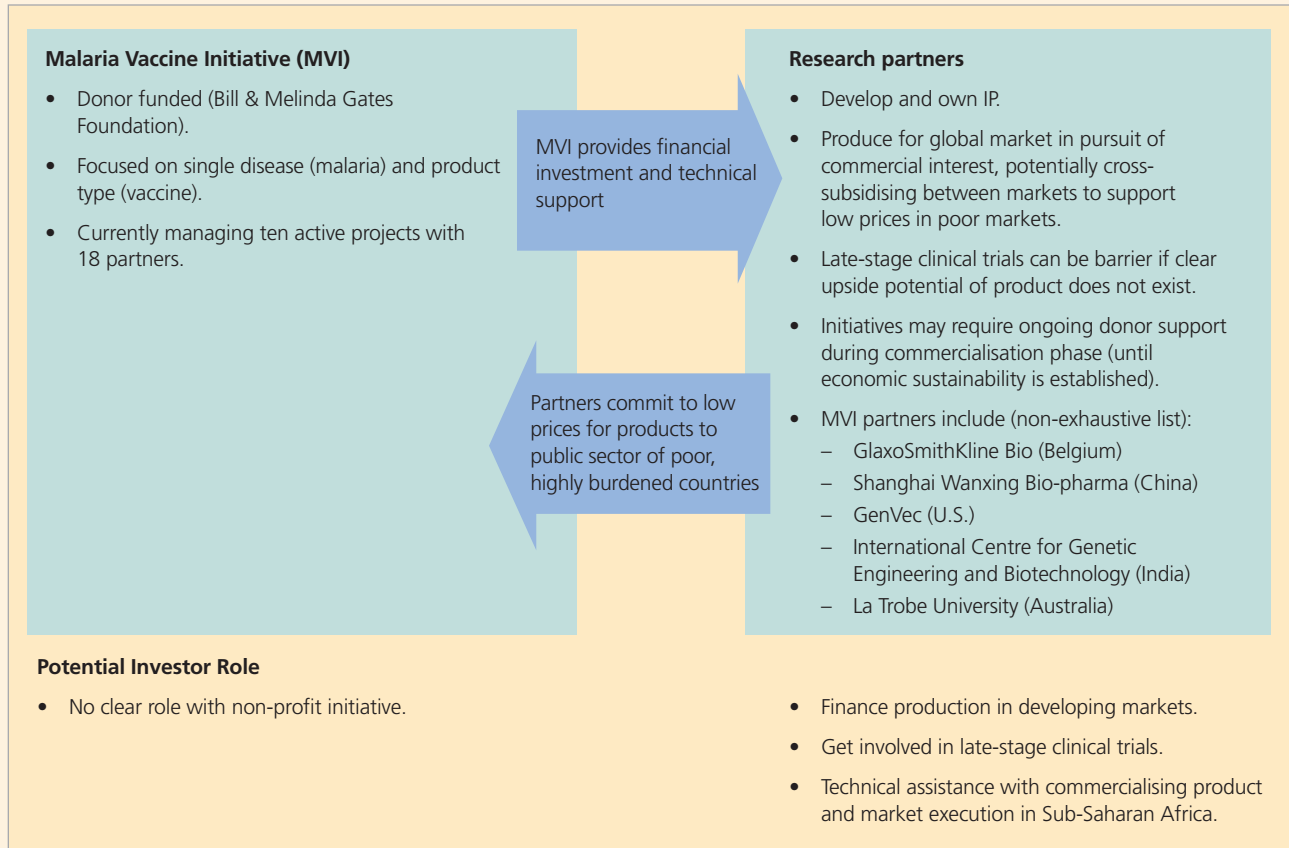 Malaria Vaccine Initiative (MVI)
• Donor funded (Bill & Melinda Gates
Foundation).
• Focused on single disease (malaria) and product
type (vaccine).
• Currently managing ten active projects with
18 partners.
MVI provides financial
investment and technical
support
Partners commit to low
prices for products to
public sector of poor,
highly burdened countries
Research partners
• Develop and own IP.
• Produce for global market in pursuit of
commercial interest, potentially cross-
subsidising between markets to support
low prices in poor markets.
• Late-stage clinical trials can be barrier if clear
upside potential of product does not exist.
• Initiatives may require ongoing donor support
during commercialisation phase (until
economic sustainability is established).
• MVI partners include (non-exhaustive list):
– GlaxoSmithKline Bio (Belgium)
– Shanghai Wanxing Bio-pharma (China)
– GenVec (U.S.)
– International Centre for Genetic
Engineering and Biotechnology (India)
– La Trobe University (Australia)
Potential Investor Role
• No clear role with non-profit initiative.
• Finance production in developing markets.
• Get involved in late-stage clinical trials.
• Technical assistance with commercialising product
and market execution in Sub-Saharan Africa.